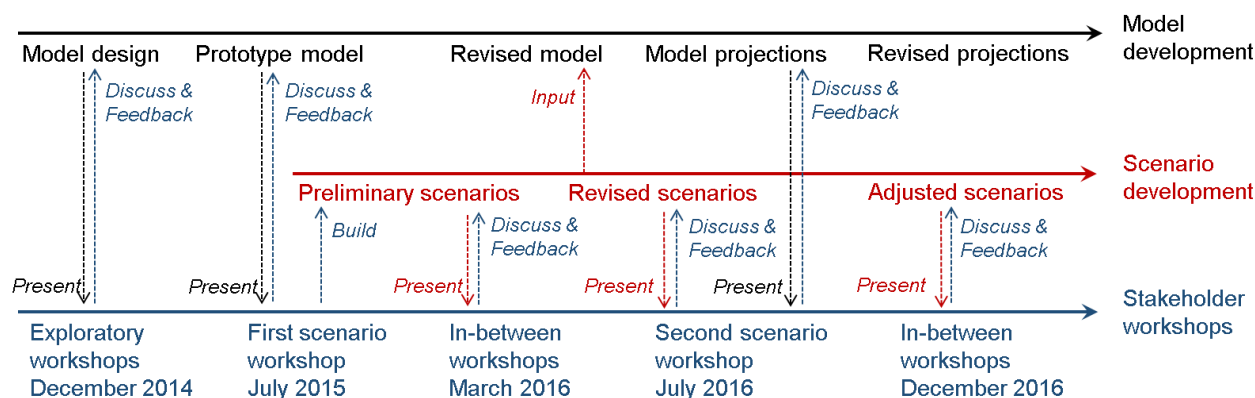 Model design
Prototype model
Revised model
Model projections
Revised projections
Model
development
Discuss &
Feedback
Discuss &
Feedback
Input
Discuss &
Feedback
Scenario
development
Preliminary scenarios
Revised scenarios
Adjusted scenarios
Build
Discuss &
Feedback
Discuss &
Feedback
Discuss &
Feedback
Present
Present
Present
Present
Present
Present
Stakeholder
workshops
Exploratory
workshops
December 2014
First scenario
workshop
July 2015
In-between
workshops
March 2016
Second scenario
workshop
July 2016
In-between
workshops
December 2016